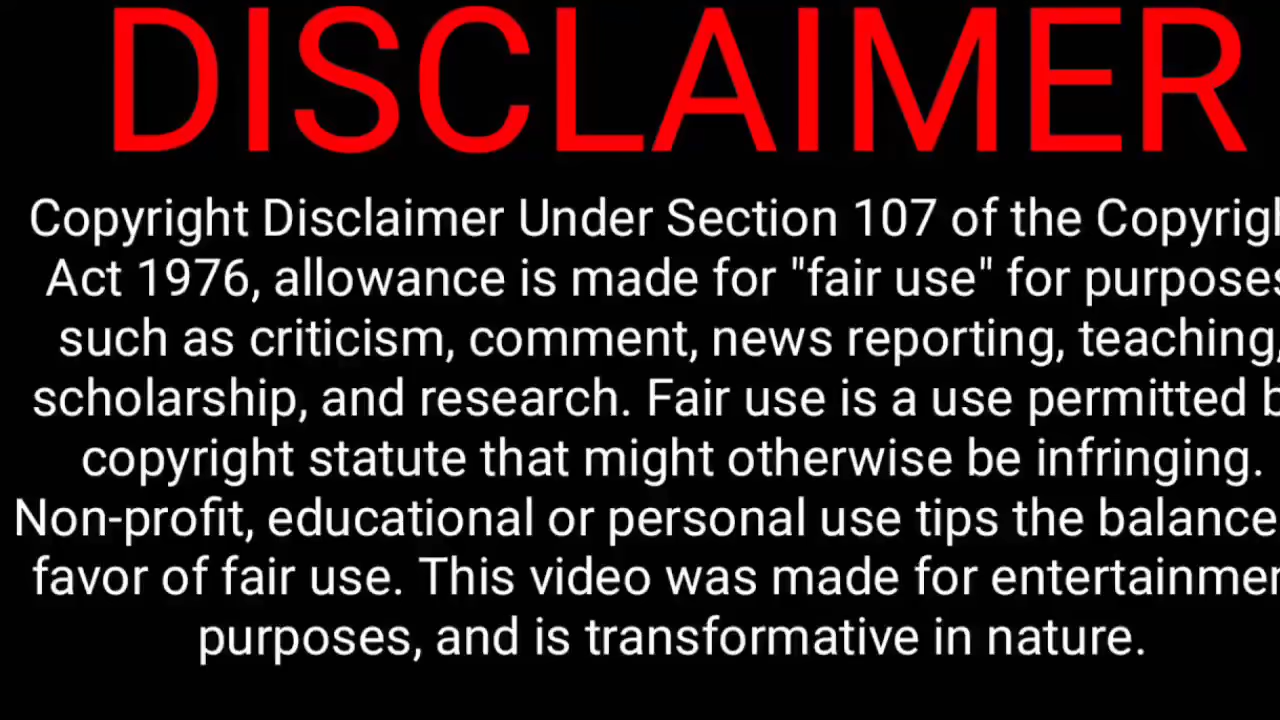 DISCLAIMER
Copyright Disclaimer Under Section 107 of the Copyrig
Act 1976, allowance is made for "fair use" for purposes
such as criticism, comment, news reporting, teaching,
scholarship, and research. Fair use is a use permitted b
copyright statute that might otherwise be infringing.
Non-profit, educational or personal use tips the balance
favor of fair use. This video was made for entertainmen
purposes, and is transformative in nature.